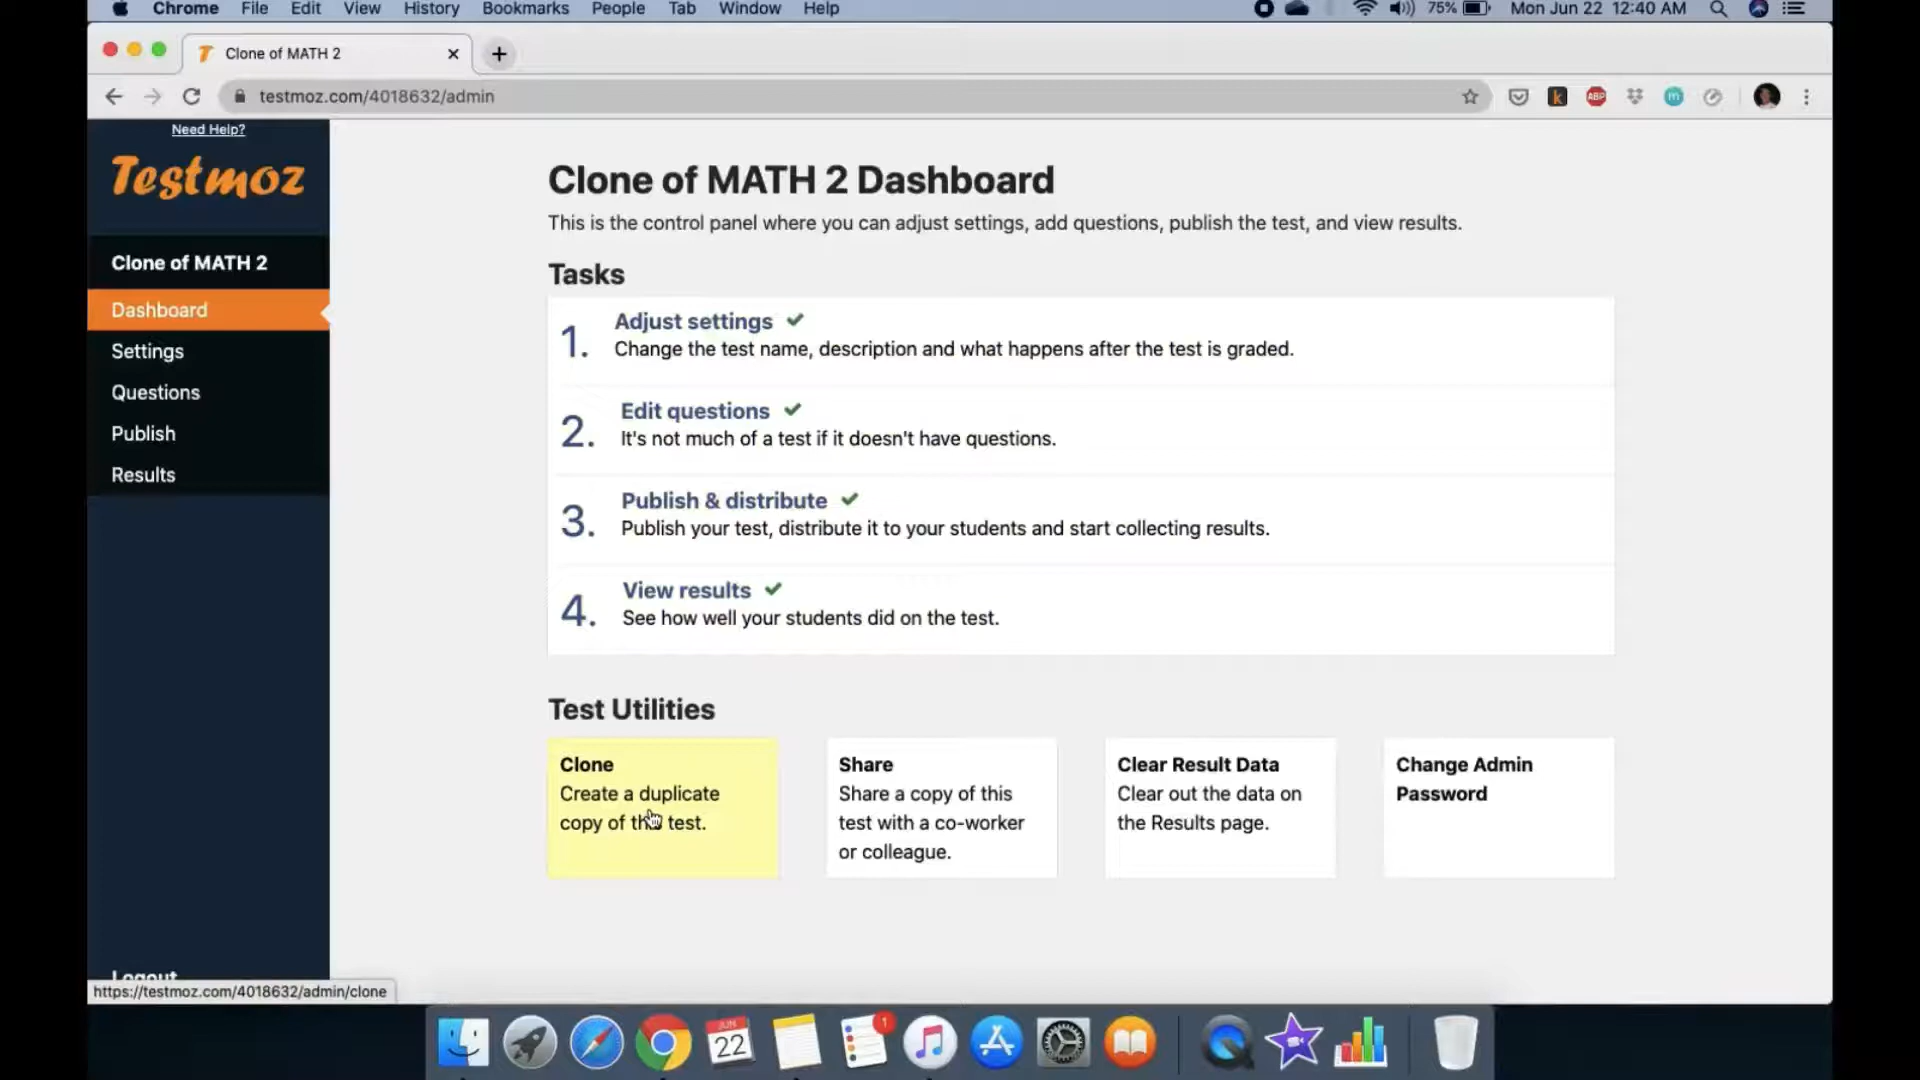 Chrome File Edit View History Bookmarks People Tab Window Help 75% Mon Jun 22 12:40 AM
Clone of MATH 2
testmoz.com/4018632/admin
k ABP m
Need Help?
Testmoz
Clone of MATH 2
Dashboard
Settings
Questions
Publish
Results
Logout
https://testmoz.com/4018632/admin/clone
Clone of MATH 2 Dashboard
This is the control panel where you can adjust settings, add questions, publish the test, and view results.
Tasks
1. Adjust settings
Change the test name, description and what happens after the test is graded.
2. Edit questions
It's not much of a test if it doesn't have questions.
3. Publish & distribute
Publish your test, distribute it to your students and start collecting results.
4. View results
See how well your students did on the test.
Test Utilities
Clone
Create a duplicate
copy of this test.
Share
Share a copy of this
test with a co-worker
or colleague.
Clear Result Data
Clear out the data on
the Results page.
Change Admin
Password
JUN
22
1